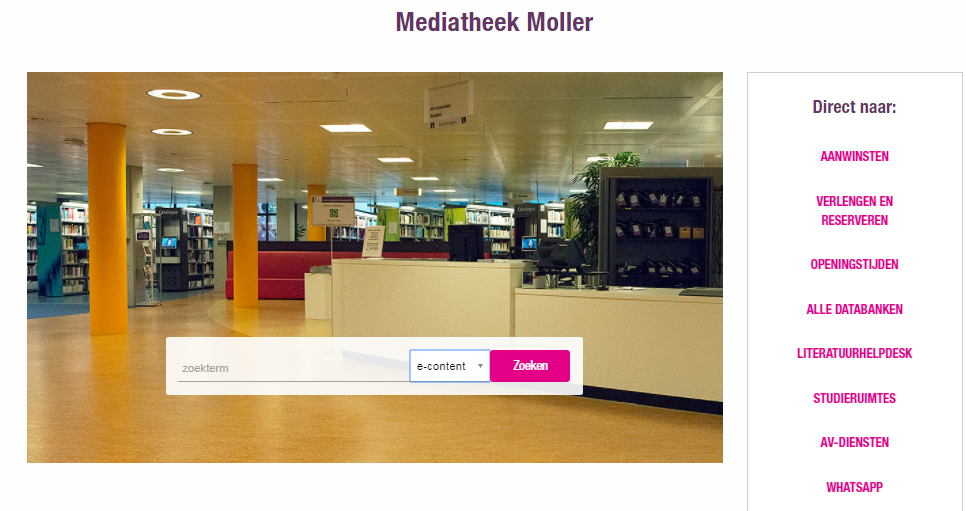 Mediatheek Moller
Direct naar:
AANWINSTEN
VERLENGEN EN
RESERVEREN
OPENINGSTIJDEN
ALLE DATABANKEN
LITERATUURHELPDESK
STUDIERUIMTES
AV-DIENSTEN
WHATSAPP
zoekterm
e-content
Zoeken